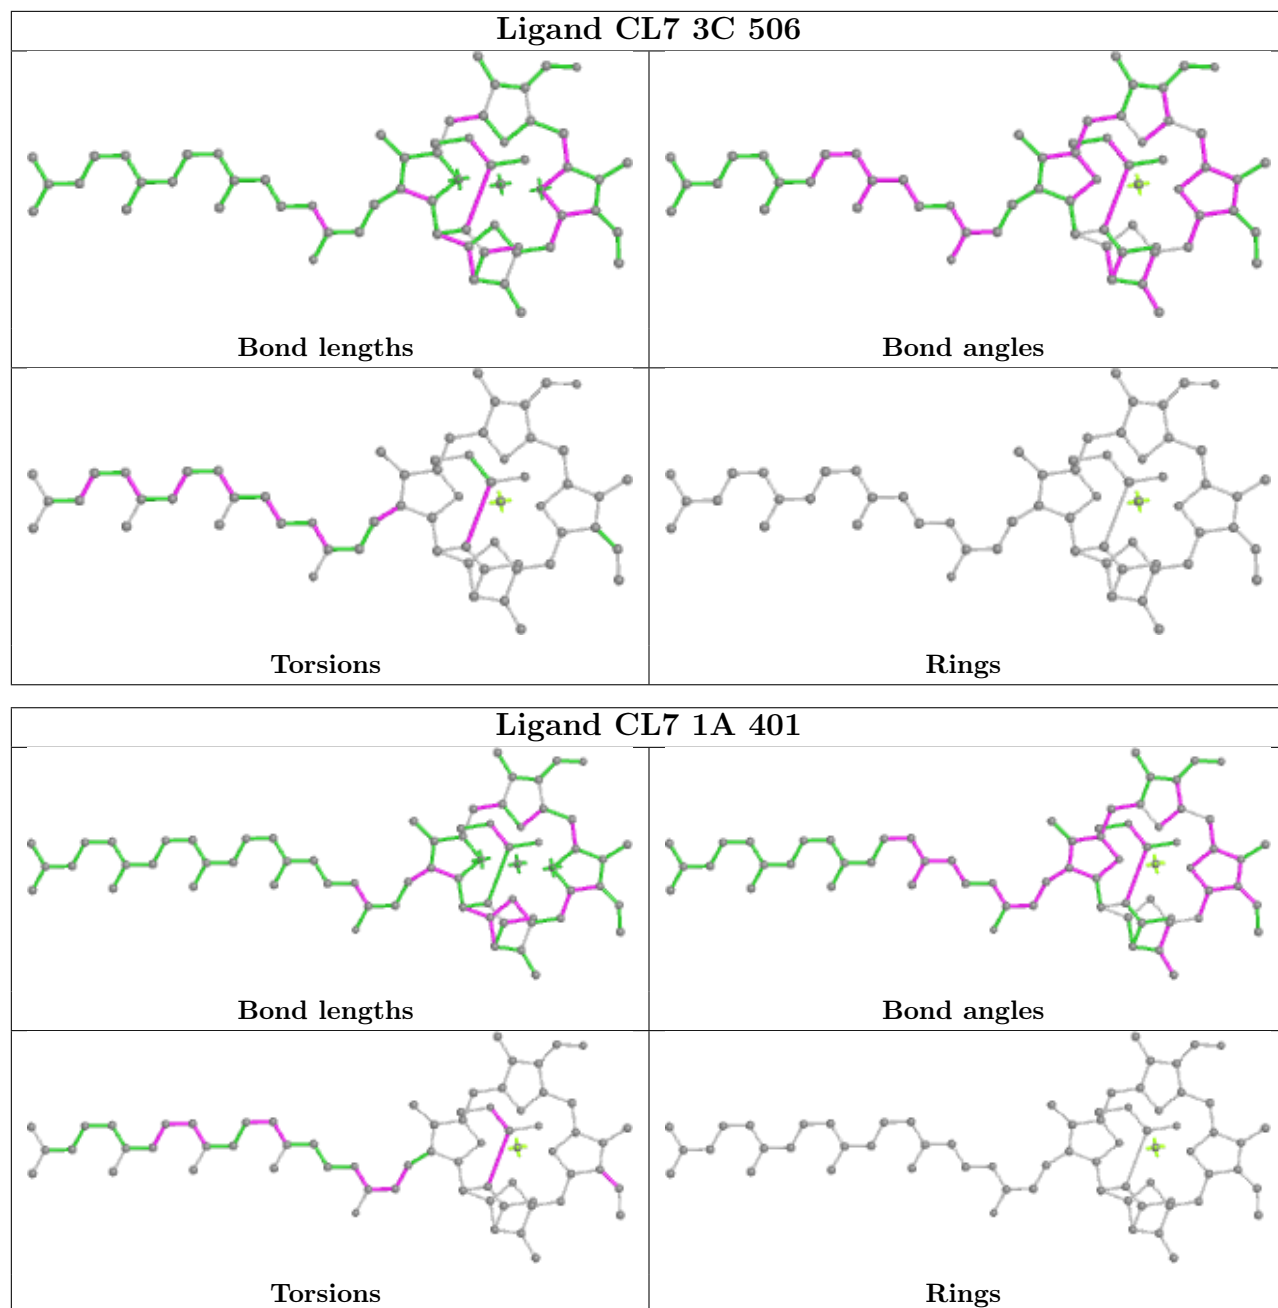 Ligand CL7 3C 506
Bond lengths
Bond angles
Torsions
Rings
Ligand CL7 1A 401
Bond lengths
Bond angles
Torsions
Rings